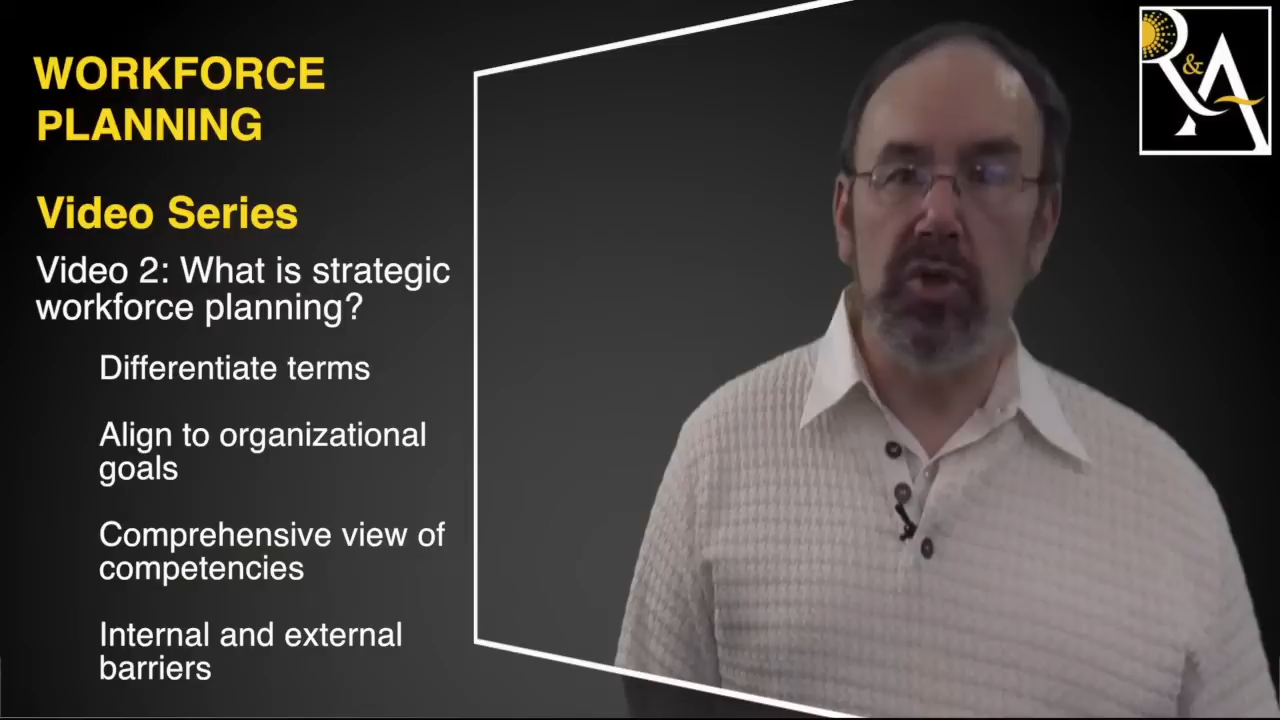 WORKFORCE
PLANNING
Video Series
Video 2: What is strategic
workforce planning?
Differentiate terms
Align to organizational
goals
Comprehensive view of
competencies
Internal and external
barriers
R&A